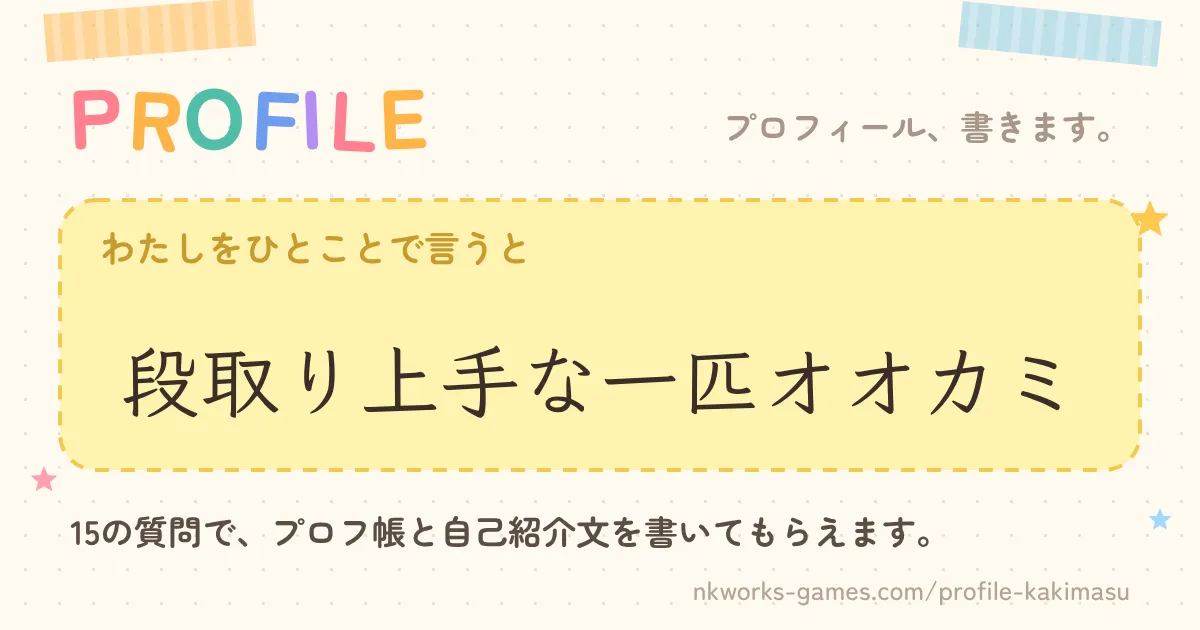 PROFILE
プロフィール、書きます。
わたしをひとことで言うと
段取り上手な一匹オオカミ
15の質問で、プロフ帳と自己紹介文を書いてもらえます。
nkworks-games.com/profile-kakimasu